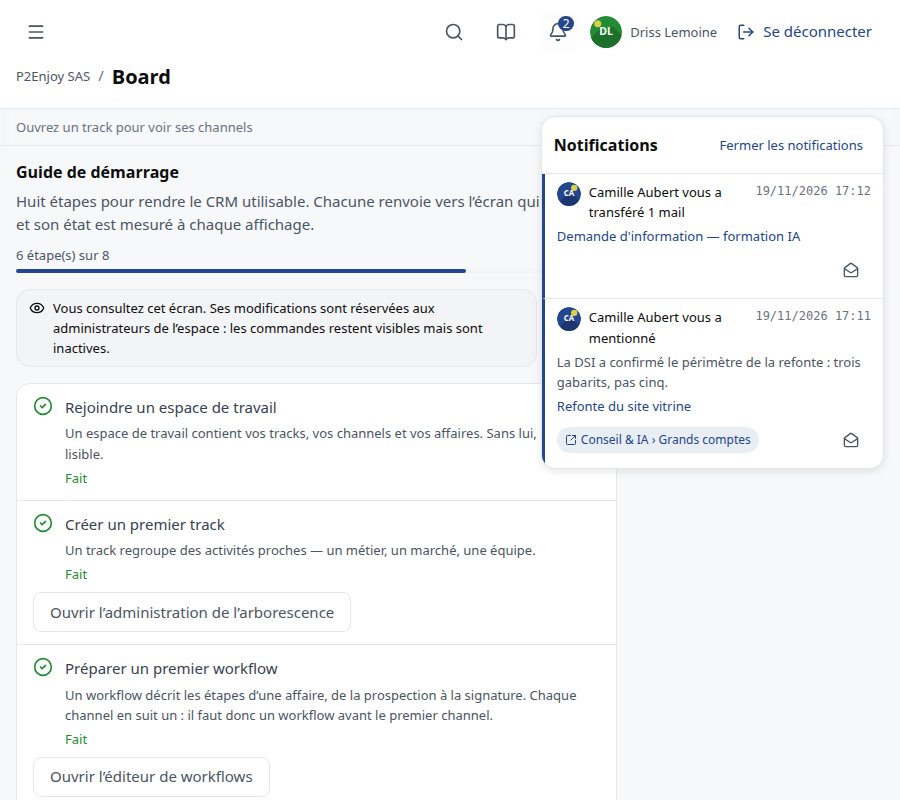 2
DL
Driss Lemoine
Se déconnecter
P2Enjoy SAS / Board
Ouvrez un track pour voir ses channels
Guide de démarrage
Huit étapes pour rendre le CRM utilisable. Chacune renvoie vers l’écran qui
et son état est mesuré à chaque affichage.
6 étape(s) sur 8
Vous consultez cet écran. Ses modifications sont réservées aux
administrateurs de l’espace : les commandes restent visibles mais sont
inactives.
Rejoindre un espace de travail
Un espace de travail contient vos tracks, vos channels et vos affaires. Sans lui,
lisible.
Fait
Créer un premier track
Un track regroupe des activités proches — un métier, un marché, une équipe.
Fait
Ouvrir l’administration de l’arborescence
Préparer un premier workflow
Un workflow décrit les étapes d’une affaire, de la prospection à la signature. Chaque
channel en suit un : il faut donc un workflow avant le premier channel.
Fait
Ouvrir l’éditeur de workflows
Notifications
Fermer les notifications
CA
Camille Aubert vous a
transféré 1 mail
19/11/2026 17:12
Demande d'information — formation IA
CA
Camille Aubert vous a
mentionné
19/11/2026 17:11
La DSI a confirmé le périmètre de la refonte : trois
gabarits, pas cinq.
Refonte du site vitrine
Conseil & IA › Grands comptes